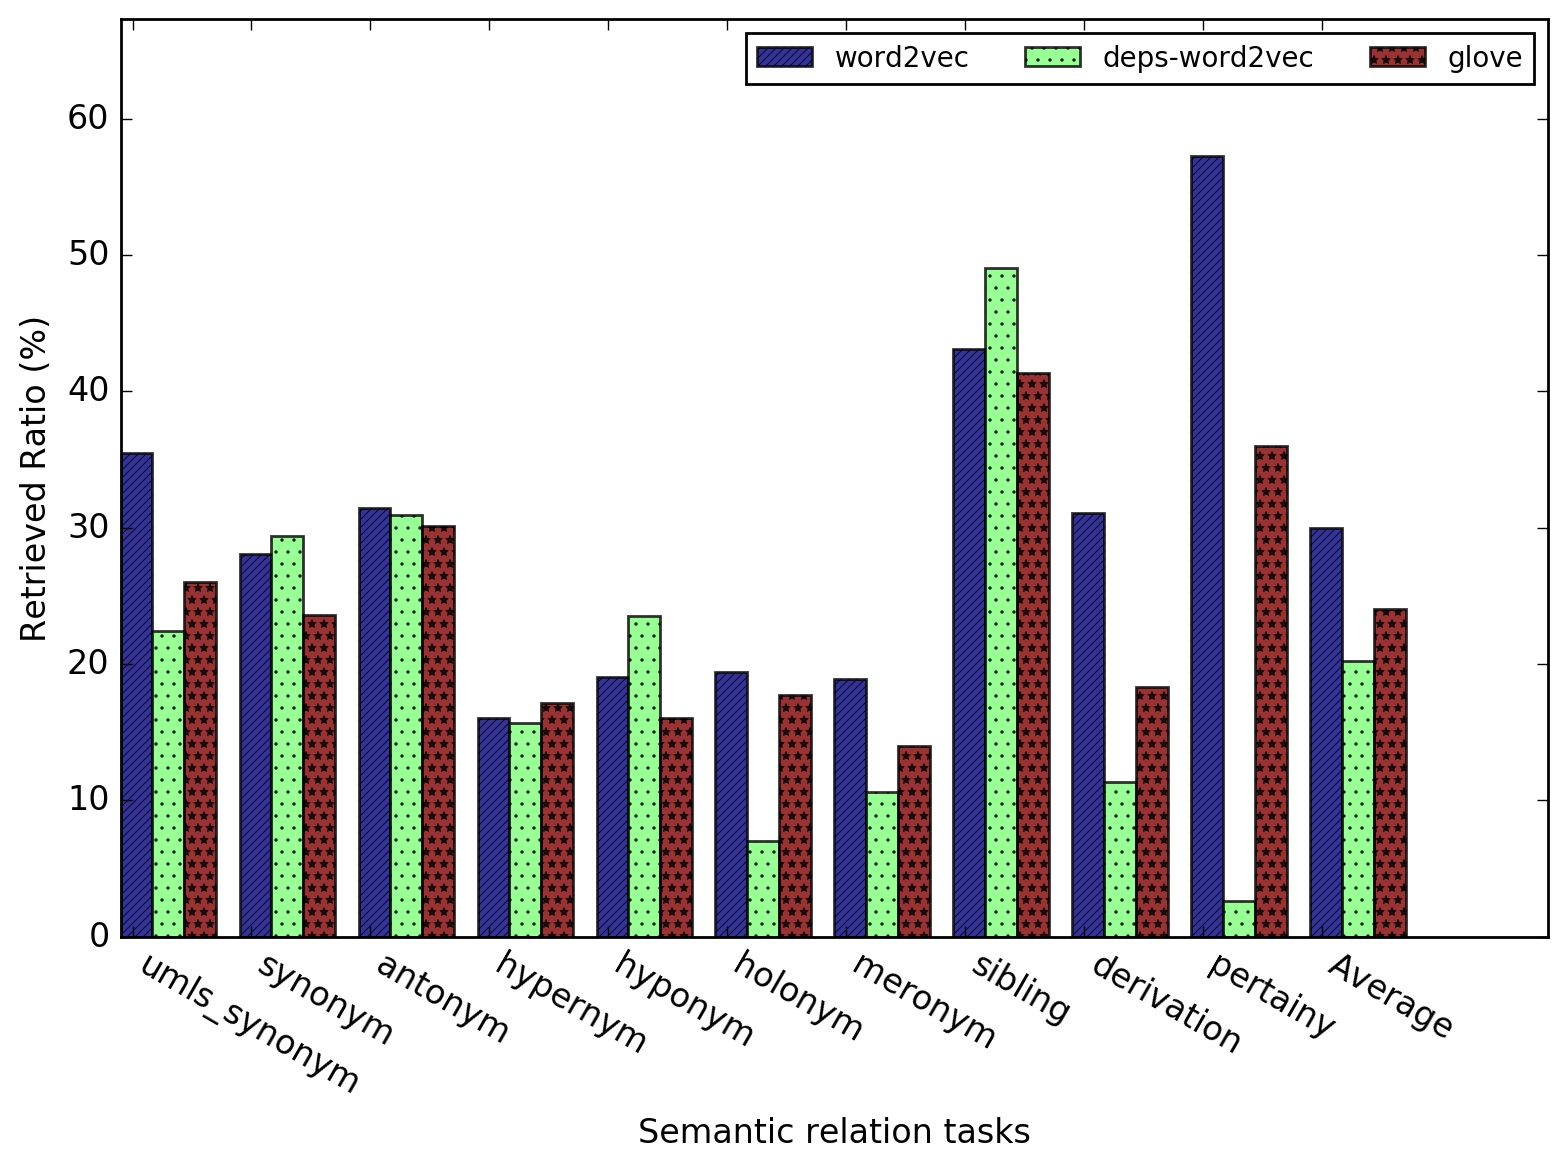 word2vec deps-word2vec glove
Retrieved Ratio (%)
60
50
40
30
20
10
0
umls_synonym synonym antonym hypernym hyponym holonym meronym sibling derivation pertainy Average
Semantic relation tasks